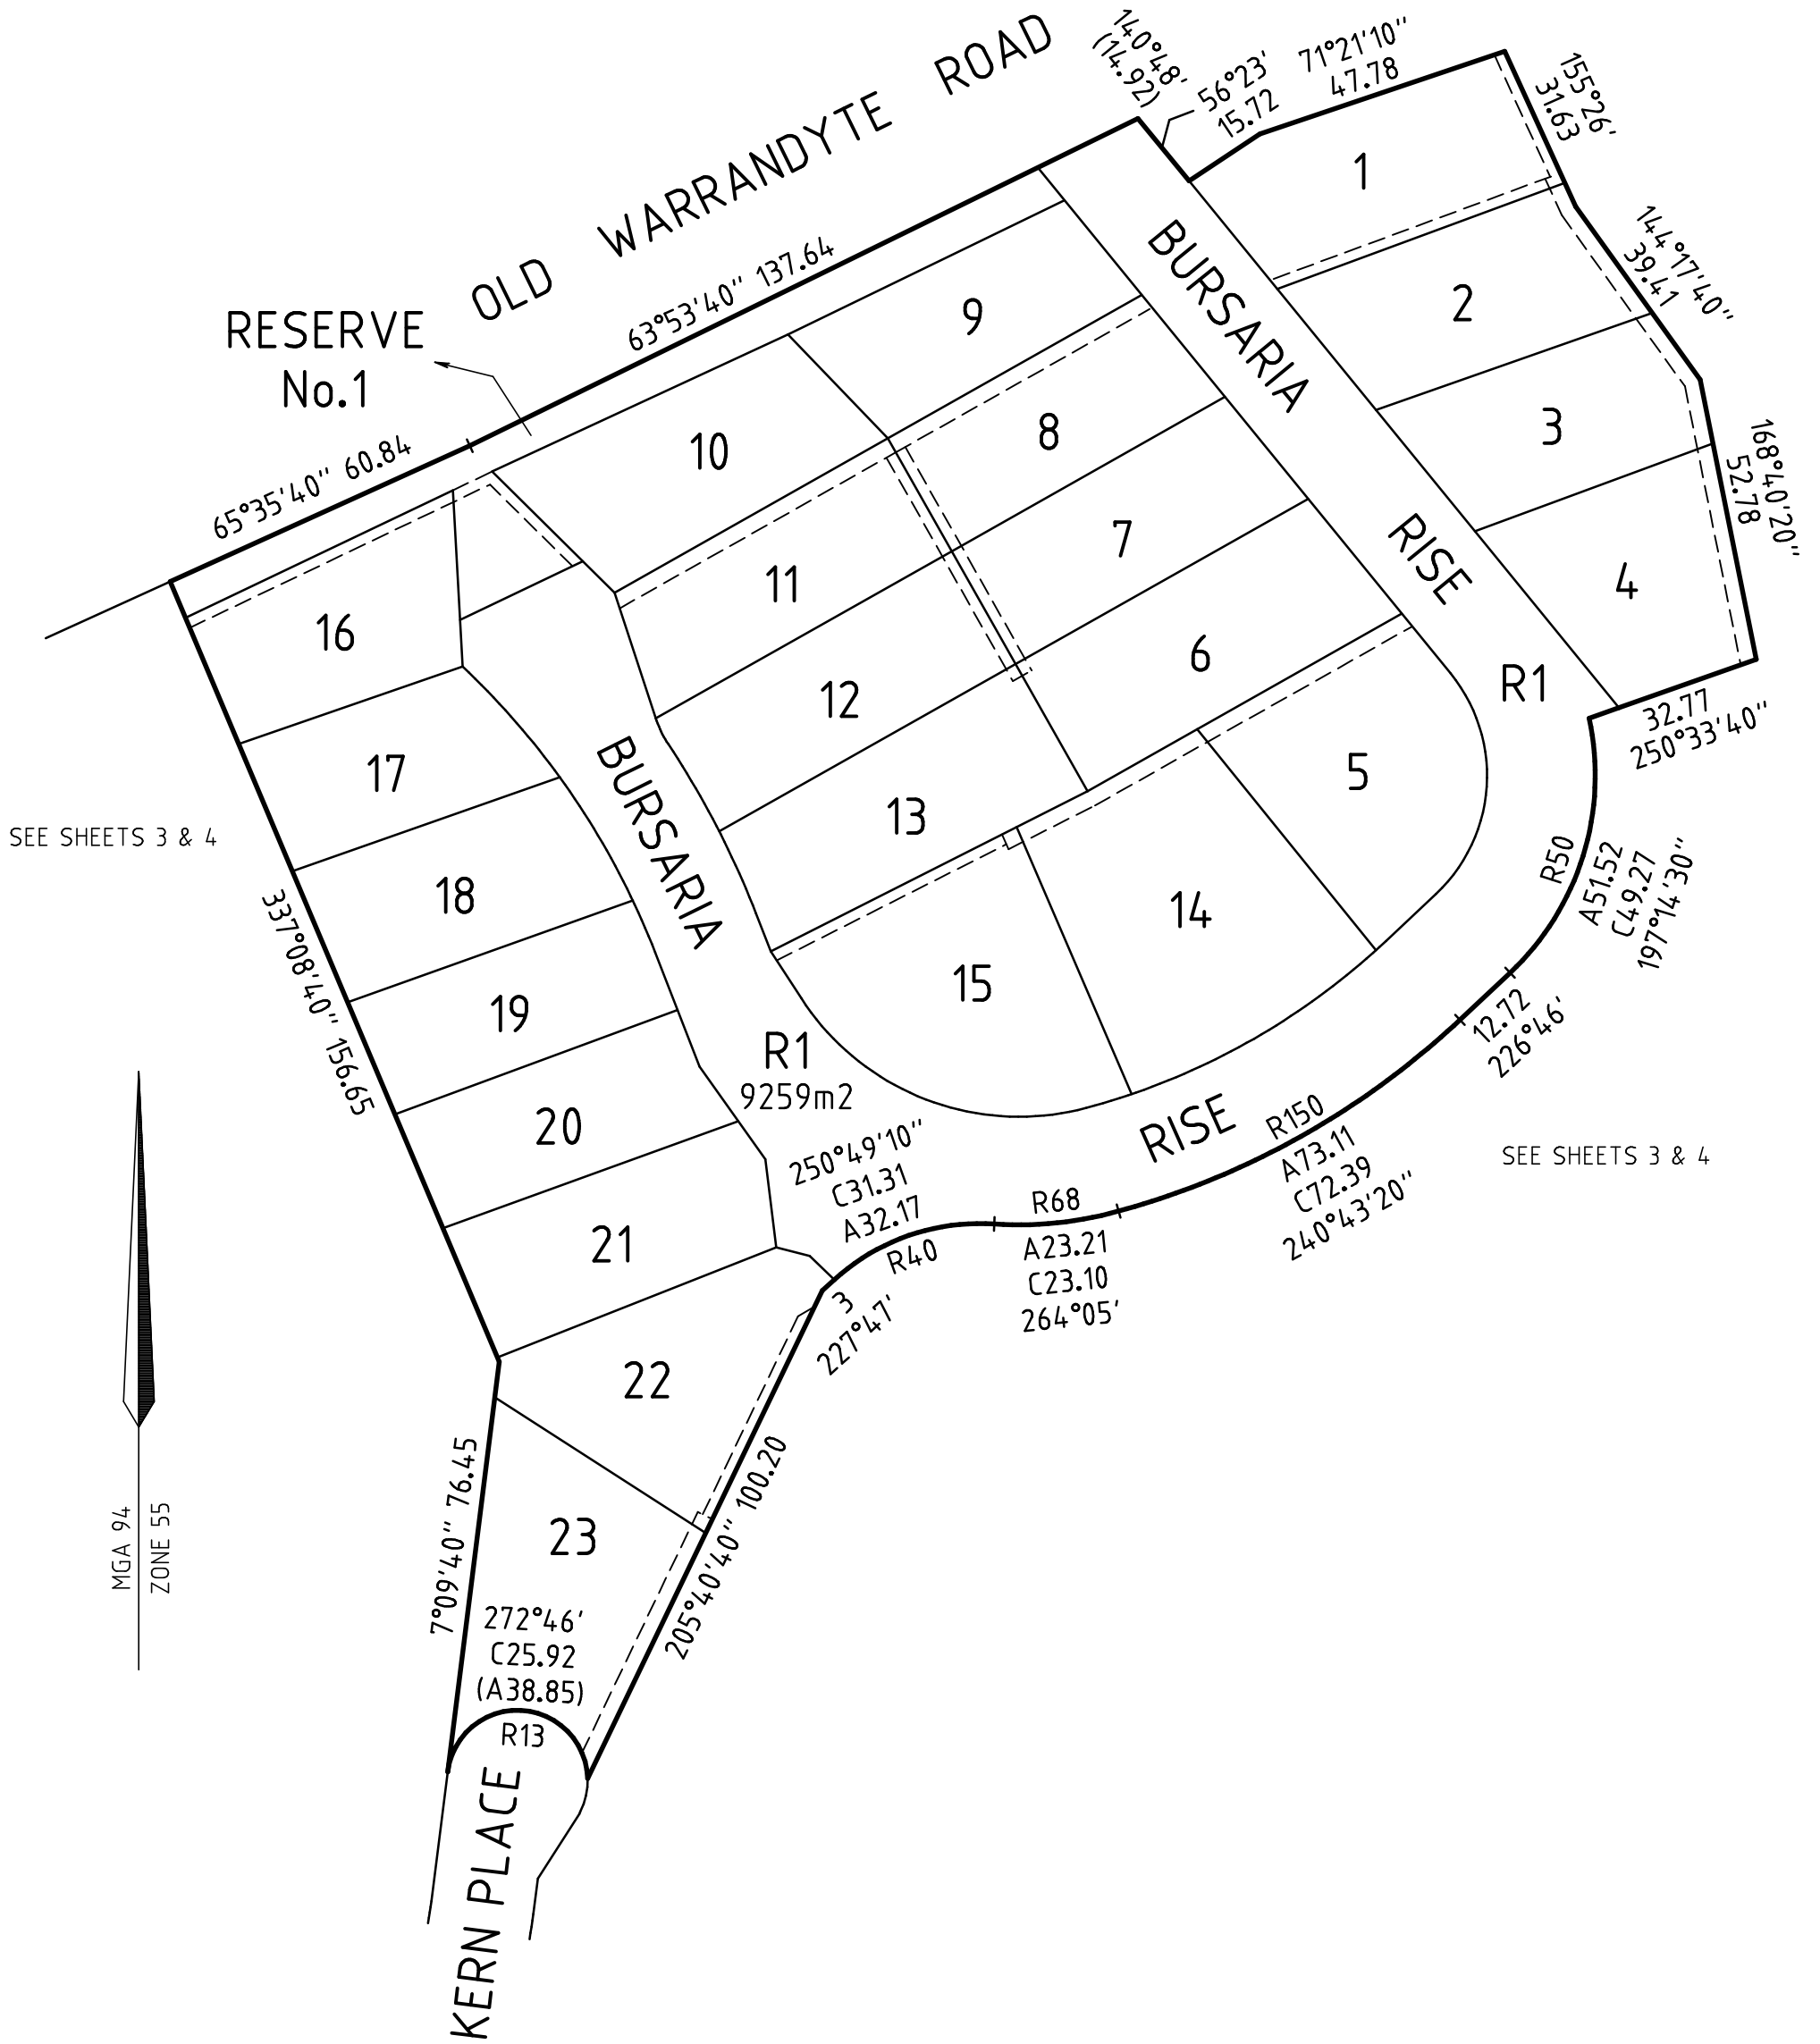 OLD WARRANDYTE ROAD
140°48'
(14.92)
56°23'
15.72
71°21'10"
47.78
155°26'
31.63
144°17'40"
39.41
168°40'20"
52.78
32.77
250°33'40"
63°53'40" 137.64
65°35'40" 60.84
RESERVE
No.1
1
2
3
4
BURSARIA RISE
R1
9
10
8
7
6
5
11
12
13
14
15
16
17
18
19
20
21
22
23
BURSARIA
R1
9259m2
RISE
SEE SHEETS 3 & 4
337°08'40" 156.65
R50
A51.52
C49.27
197°14'30"
12.72
226°46'
R150
A73.11
C72.39
240°43'20"
SEE SHEETS 3 & 4
R68
A23.21
C23.10
264°05'
250°49'10"
C31.31
A32.17
R40
3
227°47'
205°40'40" 100.20
7°09'40" 76.45
272°46'
C25.92
(A38.85)
R13
KERN PLACE
MGA 94
ZONE 55